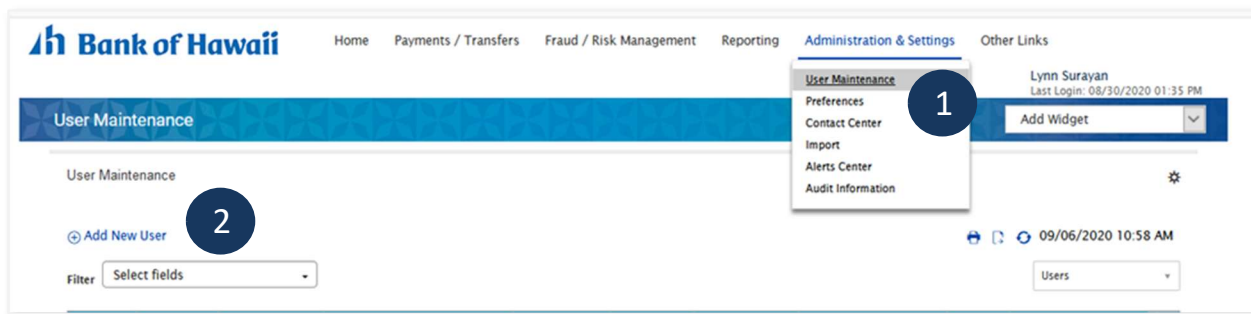 Bank of Hawaii
Home Payments / Transfers Fraud / Risk Management Reporting Administration & Settings Other Links
User Maintenance
Preferences
Contact Center
Import
Alerts Center
Audit Information
1
Lynn Surayan
Last Login: 08/30/2020 01:35 PM
User Maintenance
Add Widget
User Maintenance
2
Add New User
09/06/2020 10:58 AM
Filter Select fields
Users